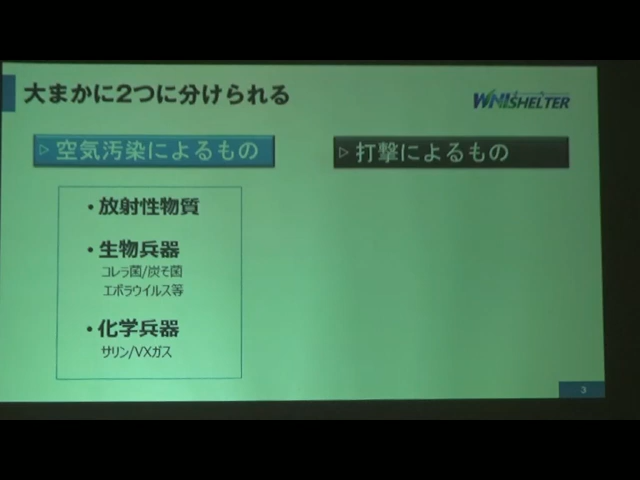 大まかに2つに分けられる
WNISHELTER
▷ 空気汚染によるもの
▷ 打撃によるもの
・放射性物質
・生物兵器
コレラ菌/炭そ菌
エボラウイルス等
・化学兵器
サリン/VXガス
3